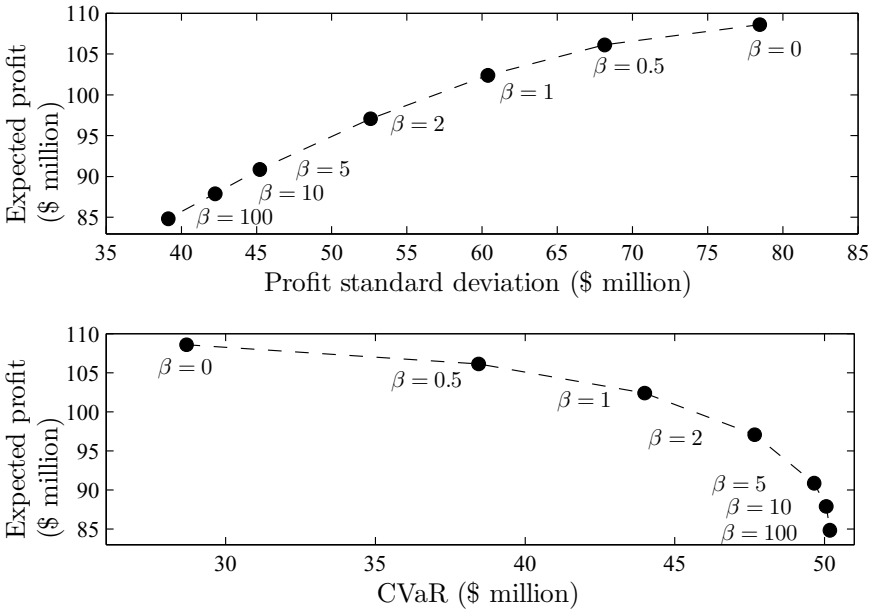 110
105
100
95
90
85
Expected profit
($ million)
β = 0
β = 0.5
β = 1
β = 2
β = 5
β = 10
β = 100
35 40 45 50 55 60 65 70 75 80 85
Profit standard deviation ($ million)
110
105
100
95
90
85
Expected profit
($ million)
β = 0
β = 0.5
β = 1
β = 2
β = 5
β = 10
β = 100
30 35 40 45 50
CVaR ($ million)